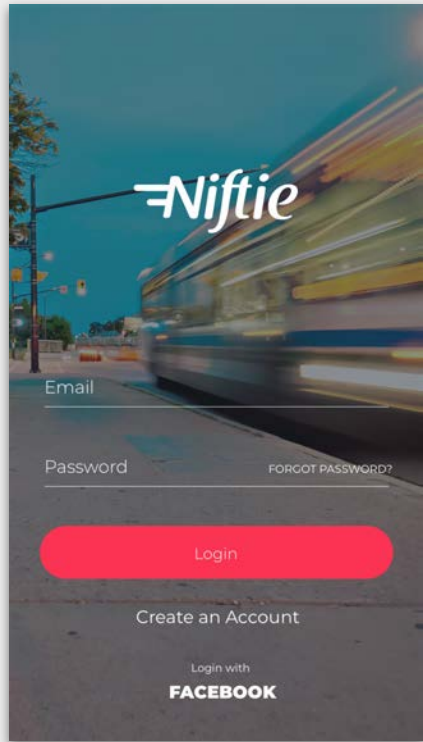 Niftie
Email
Password FORGOT PASSWORD?
Login
Create an Account
Login with
FACEBOOK